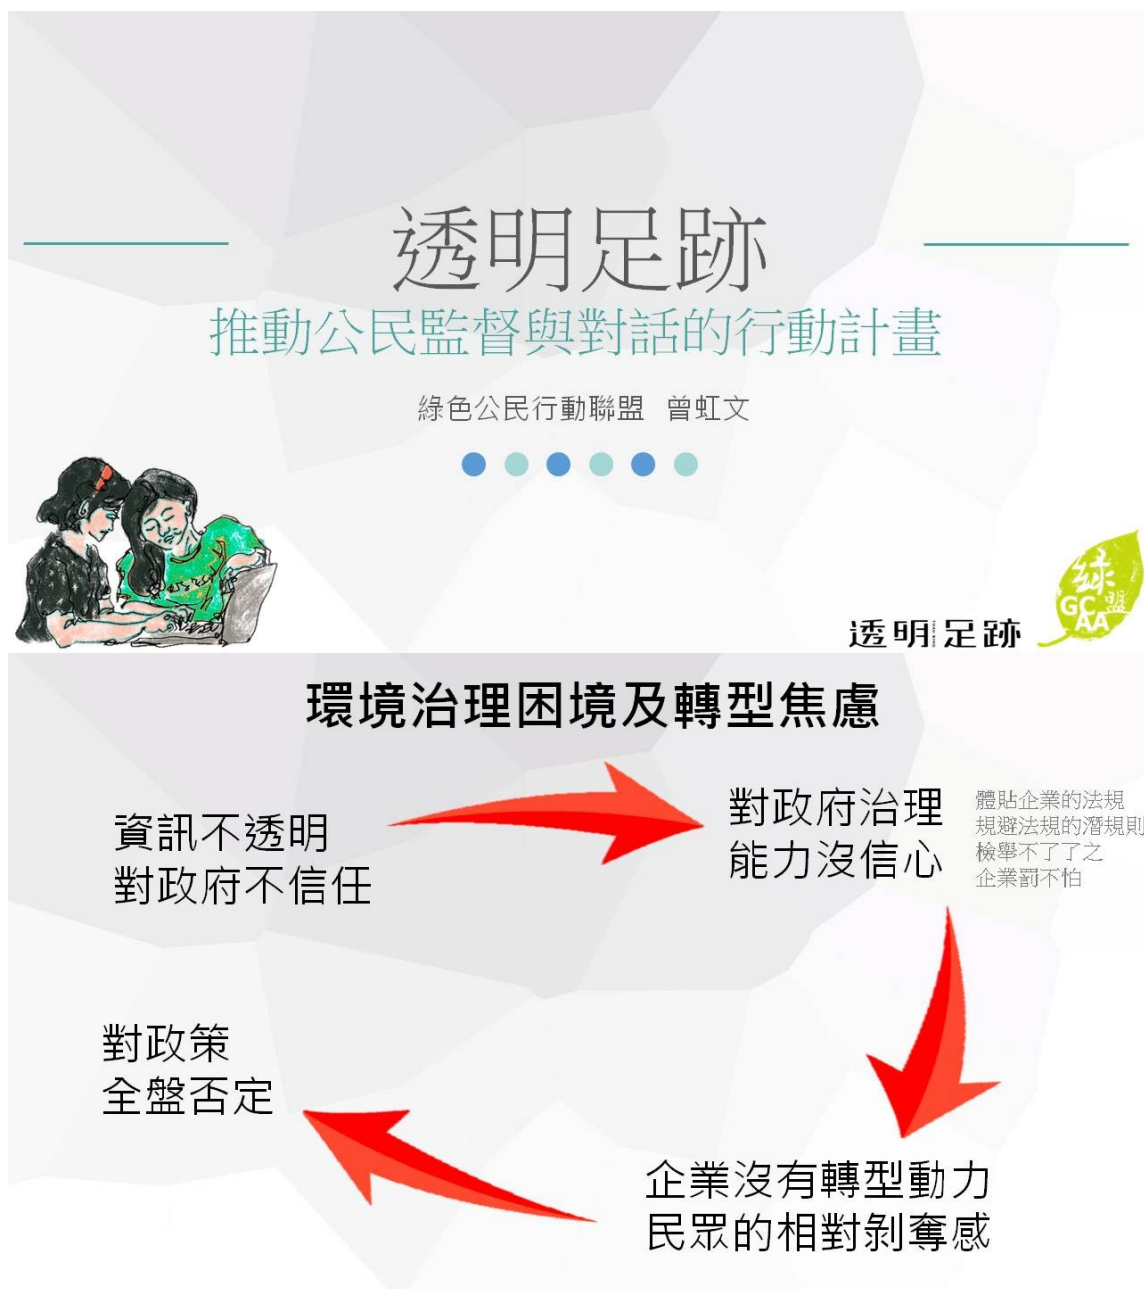 透明足跡
推動公民監督與對話的行動計畫
綠色公民行動聯盟 曾虹文
透明足跡
綠盟
GC
AA
環境治理困境及轉型焦慮
資訊不透明
對政府不信任
對政府治理
能力沒信心
體貼企業的法規
規避法規的潛規則
檢舉不了了之
企業罰不怕
企業沒有轉型動力
民眾的相對剝奪感
對政策
全盤否定